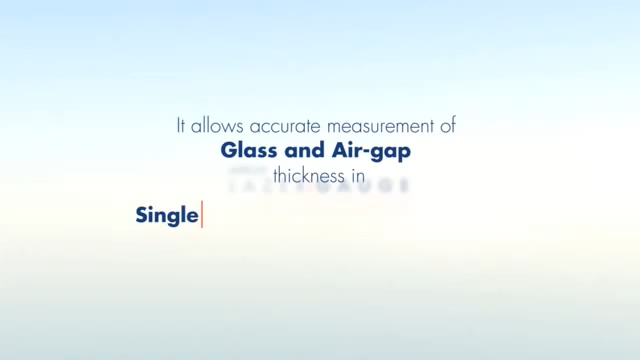 It allows accurate measurement of
Glass and Air-gap
thickness in
Single